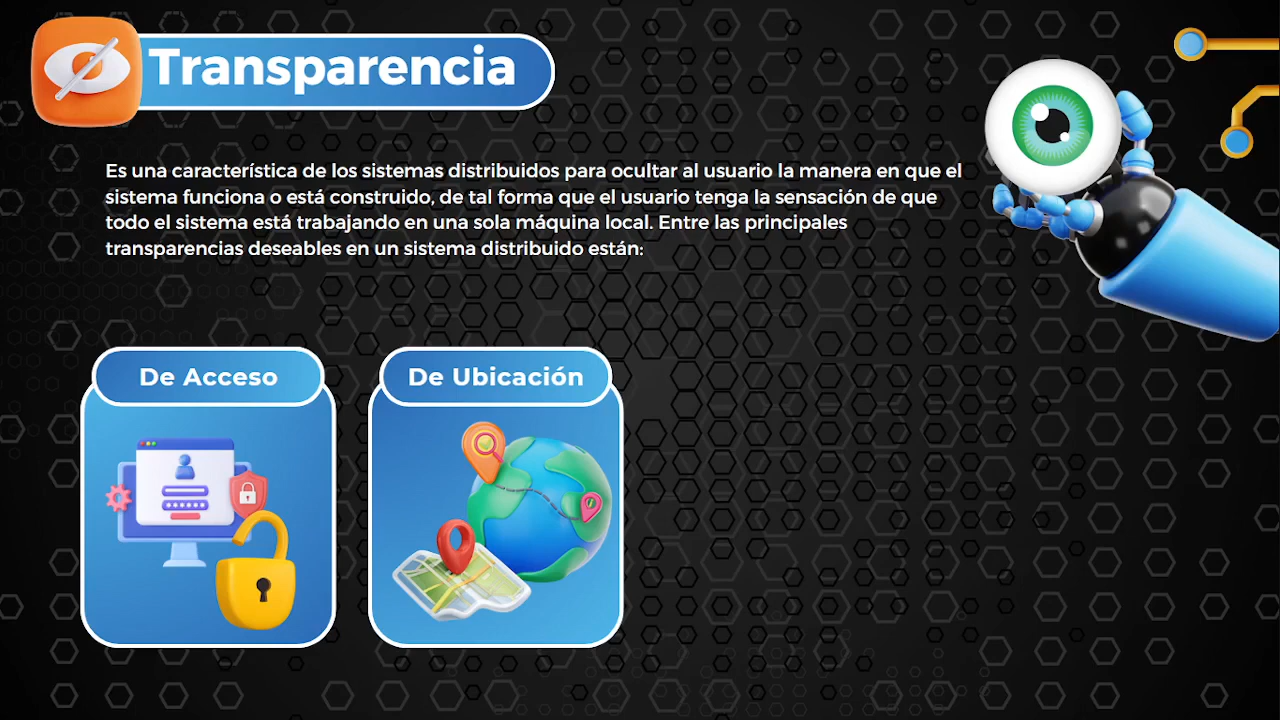 Transparencia
Es una característica de los sistemas distribuidos para ocultar al usuario la manera en que el
sistema funciona o está construido, de tal forma que el usuario tenga la sensación de que
todo el sistema está trabajando en una sola máquina local. Entre las principales
transparencias deseables en un sistema distribuido están:
De Acceso
De Ubicación